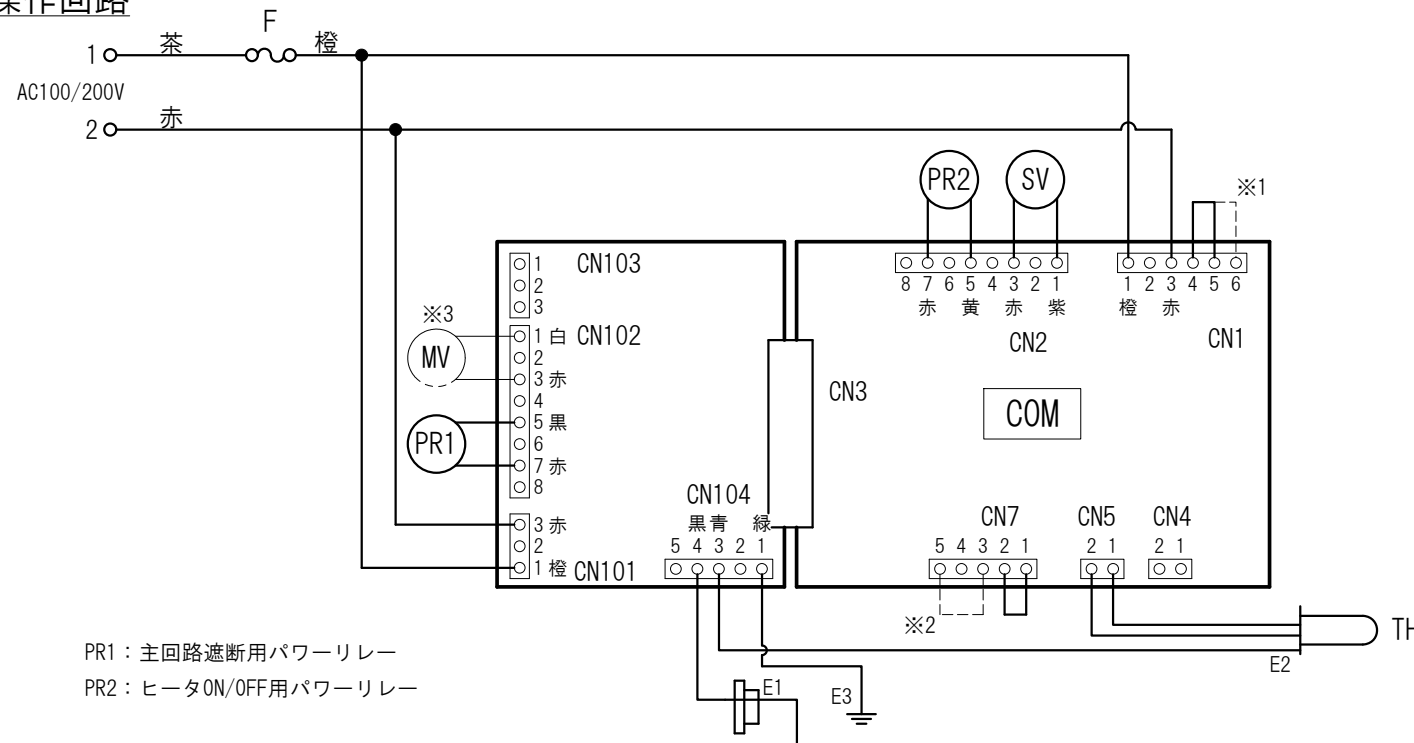 操作回路
F
1 茶 橙
AC100/200V
2 赤
PR2 SV ※1
8 7 6 5 4 3 2 1
赤 黄 赤 紫
1 2 3 4 5 6
橙 赤
CN2
CN1
CN103
1
2
3
※3
MV
CN102
1 白
2
3 赤
4
5 黒
6
7 赤
8
PR1
3 赤
2
1 橙 CN101
CN104
黒 青 緑
5 4 3 2 1
CN3
COM
CN7 CN5 CN4
5 4 3 2 1
2 1
2 1
※2
TH
E2
E1
E3
PR1：主回路遮断用パワーリレー
PR2：ヒータON/OFF用パワーリレー